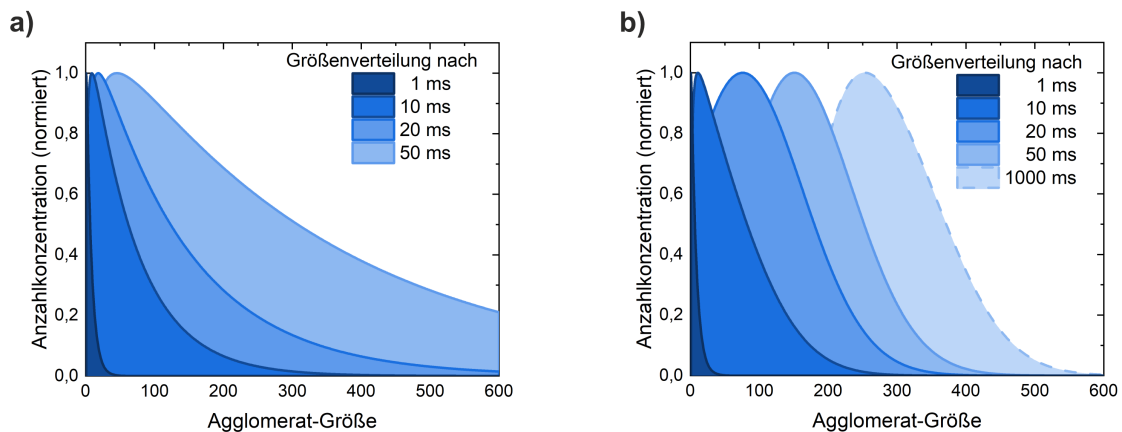 a)
Größenverteilung nach
1 ms
10 ms
20 ms
50 ms
Anzahlkonzentration (normiert)
1,0
0,8
0,6
0,4
0,2
0,0
0 100 200 300 400 500 600
Agglomerat-Größe
b)
Größenverteilung nach
1 ms
10 ms
20 ms
50 ms
1000 ms
Anzahlkonzentration (normiert)
1,0
0,8
0,6
0,4
0,2
0,0
0 100 200 300 400 500 600
Agglomerat-Größe